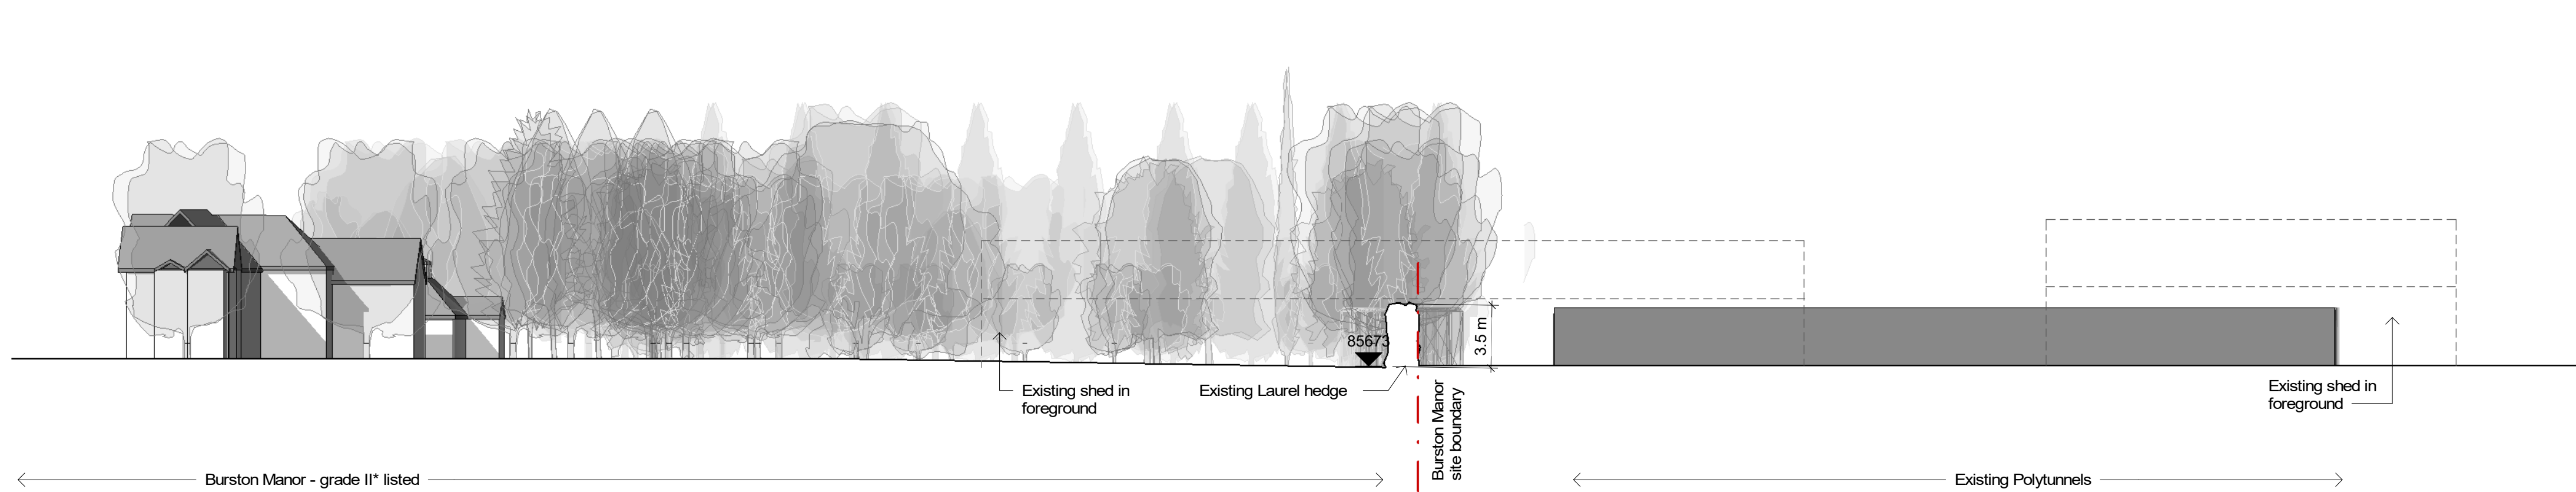 85673
3.5 m
Existing shed in
foreground
Existing Laurel hedge
Burston Manor
site boundary
Existing shed in
foreground
Burston Manor - grade II* listed
Existing Polytunnels